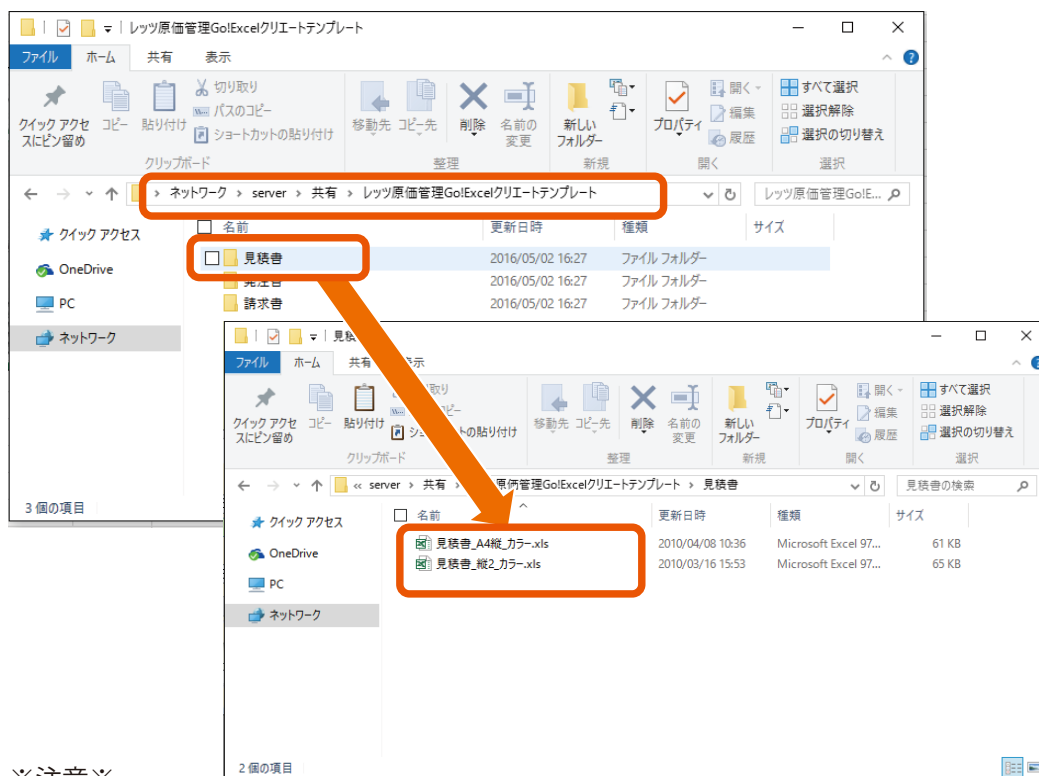 レッツ原価管理Go!Excelクリエートテンプレート
ファイル ホーム 共有 表示
クイック アクセスにピン留め コピー 貼り付け 切り取り パスのコピー ショートカットの貼り付け 移動先 コピー先 削除 名前の変更 新しいフォルダー プロパティ 開く 編集 履歴 すべて選択 選択解除 選択の切り替え
クリップボード 整理 新規 開く 選択
ネットワーク › server › 共有 › レッツ原価管理Go!Excelクリエートテンプレート レッツ原価管理Go!E...
名前 更新日時 種類 サイズ
クイック アクセス
OneDrive
PC
ネットワーク
見積書 2016/05/02 16:27 ファイル フォルダー
発注書 2016/05/02 16:27 ファイル フォルダー
請求書 2016/05/02 16:27 ファイル フォルダー
3 個の項目
見積
ファイル ホーム 共有 表示
クイック アクセスにピン留め コピー 貼り付け の貼り付け 移動先 コピー先 削除 名前の変更 新しいフォルダー プロパティ 開く 編集 履歴 すべて選択 選択解除 選択の切り替え
クリップボード 整理 新規 開く 選択
« server › 共有 › 原価管理Go!Excelクリエートテンプレート › 見積書 見積書の検索
名前 更新日時 種類 サイズ
クイック アクセス
OneDrive
PC
ネットワーク
見積書_A4縦_カラー.xls 2010/04/08 10:36 Microsoft Excel 97... 61 KB
見積書_縦2_カラー.xls 2010/03/16 15:53 Microsoft Excel 97... 65 KB
2 個の項目
※注意※